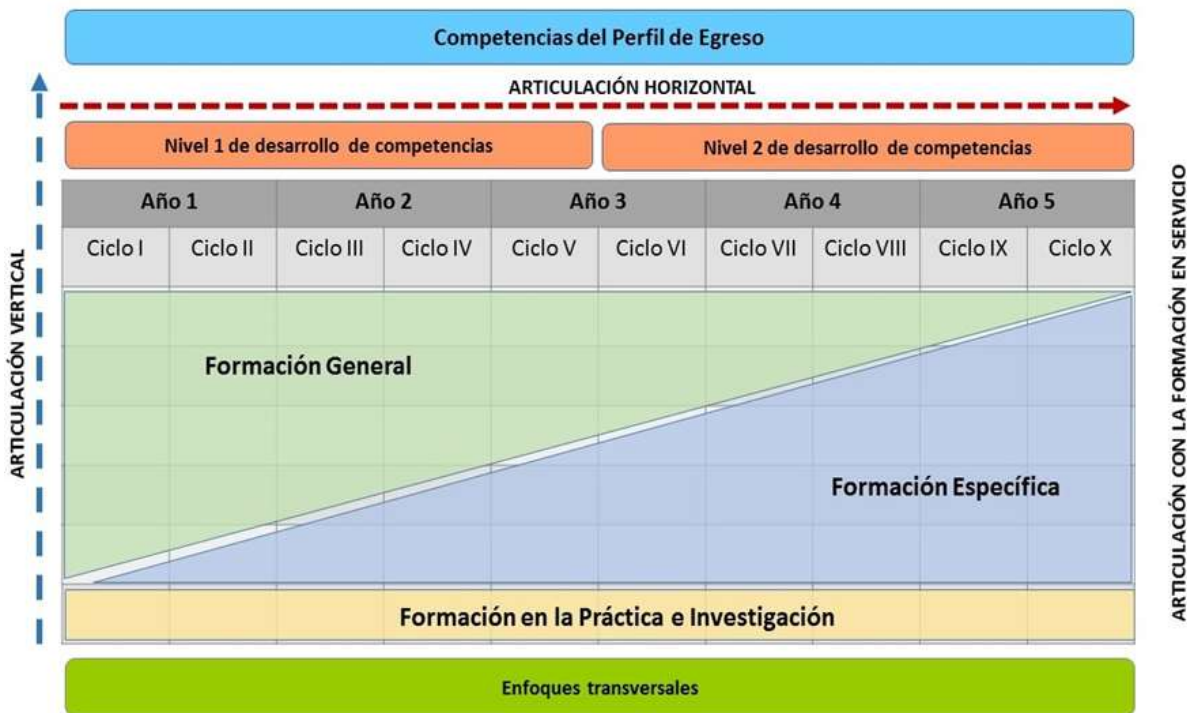 Competencias del Perfil de Egreso
ARTICULACIÓN HORIZONTAL
Nivel 1 de desarrollo de competencias
Nivel 2 de desarrollo de competencias
Año 1
Año 2
Año 3
Año 4
Año 5
Ciclo I
Ciclo II
Ciclo III
Ciclo IV
Ciclo V
Ciclo VI
Ciclo VII
Ciclo VIII
Ciclo IX
Ciclo X
ARTICULACIÓN VERTICAL
Formación General
Formación Específica
ARTICULACIÓN CON LA FORMACIÓN EN SERVICIO
Formación en la Práctica e Investigación
Enfoques transversales